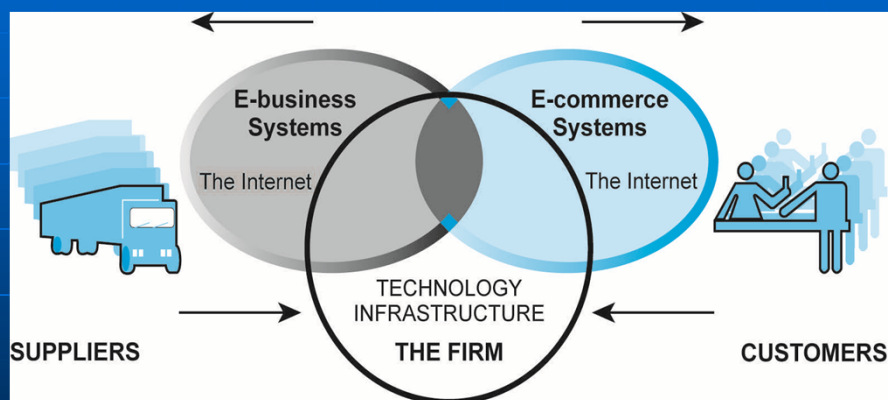 E-business
Systems
E-commerce
Systems
The Internet
The Internet
TECHNOLOGY
INFRASTRUCTURE
SUPPLIERS
THE FIRM
CUSTOMERS